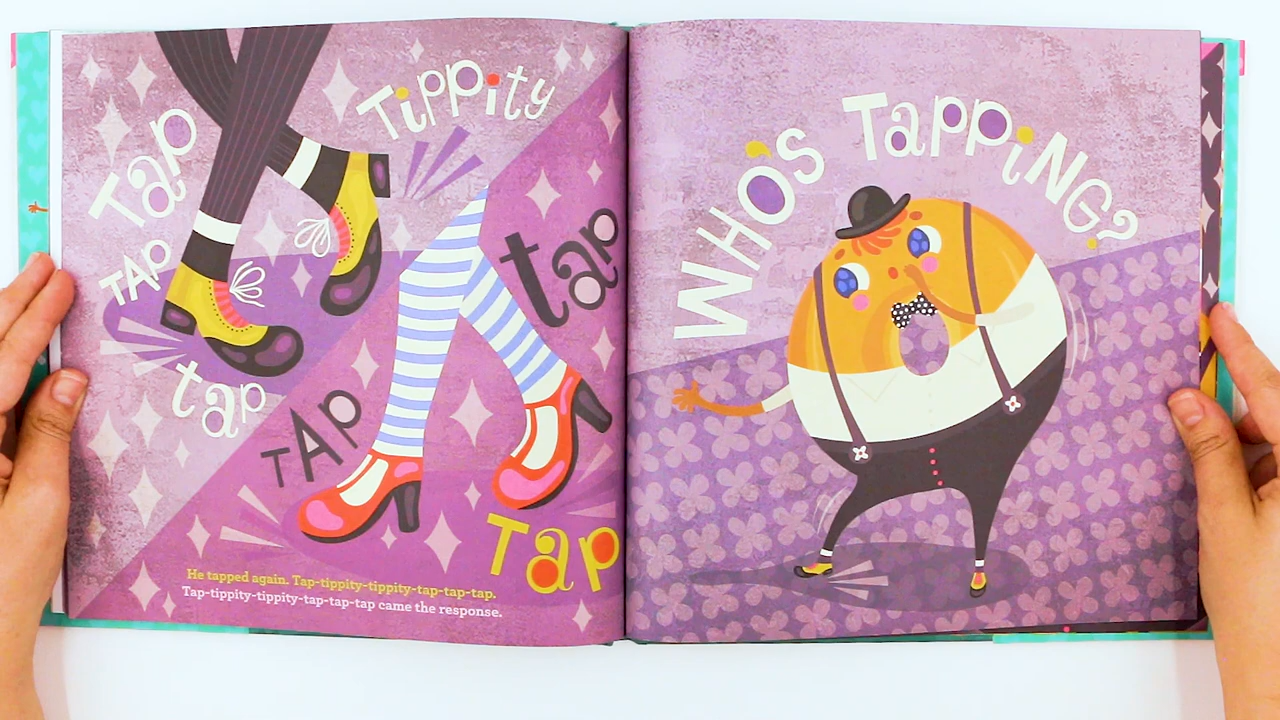 Tap
Tippity
TAP
tap
tap
TAP
Tap
He tapped again. Tap-tippity-tippity-tap-tap-tap.
Tap-tippity-tippity-tap-tap-tap came the response.
WHO'S TappiNG?